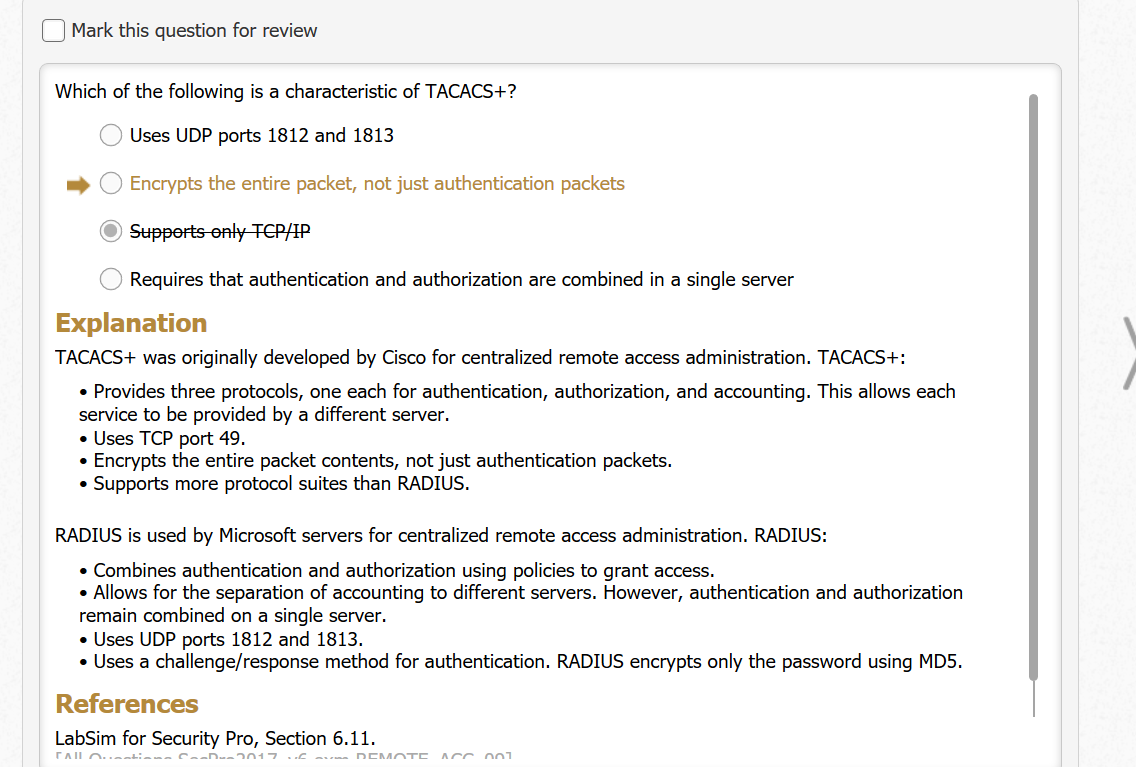 Mark this question for review
Which of the following is a characteristic of TACACS+?
Uses UDP ports 1812 and 1813
Encrypts the entire packet, not just authentication packets
Supports only TCP/IP
Requires that authentication and authorization are combined in a single server
Explanation
TACACS+ was originally developed by Cisco for centralized remote access administration. TACACS+:
• Provides three protocols, one each for authentication, authorization, and accounting. This allows each
service to be provided by a different server.
• Uses TCP port 49.
• Encrypts the entire packet contents, not just authentication packets.
• Supports more protocol suites than RADIUS.
RADIUS is used by Microsoft servers for centralized remote access administration. RADIUS:
• Combines authentication and authorization using policies to grant access.
• Allows for the separation of accounting to different servers. However, authentication and authorization
remain combined on a single server.
• Uses UDP ports 1812 and 1813.
• Uses a challenge/response method for authentication. RADIUS encrypts only the password using MD5.
References
LabSim for Security Pro, Section 6.11.
[All Questions SecPro2017_v6.exm REMOTE_ACC_09]